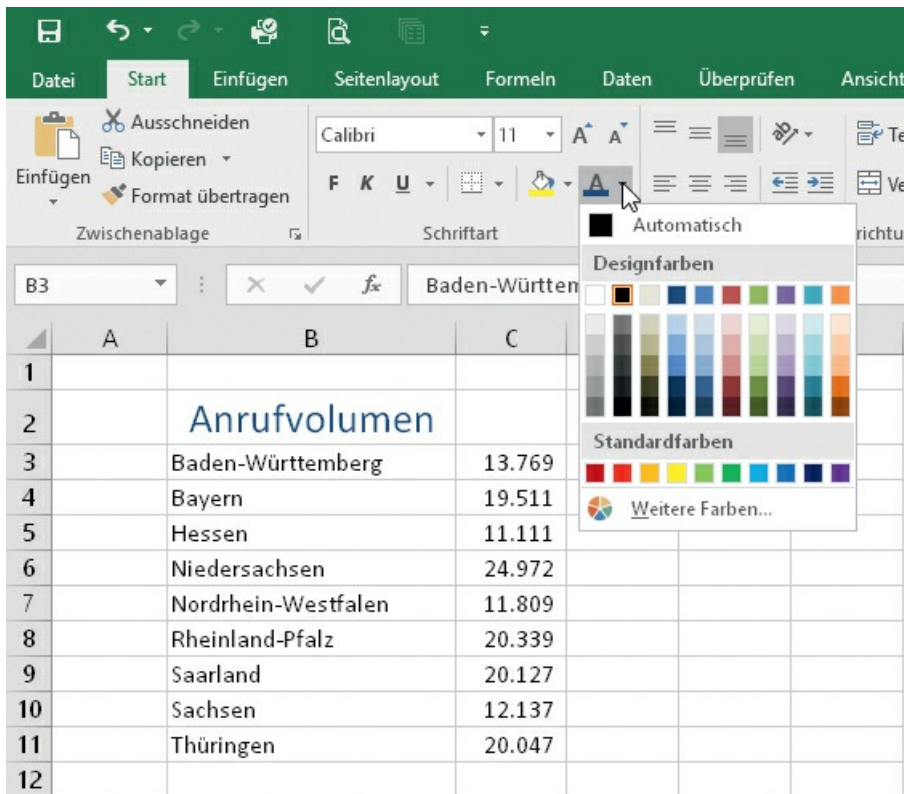 Datei Start Einfügen Seitenlayout Formeln Daten Überprüfen Ansicht
Einfügen
Ausschneiden
Kopieren
Format übertragen
Zwischenablage
Calibri 11 A A
F K U A
Schriftart
Automatisch
Designfarben
Standardfarben
Weitere Farben...
B3 fx Baden-Württem
A B C
1
2 Anrufvolumen
3 Baden-Württemberg 13.769
4 Bayern 19.511
5 Hessen 11.111
6 Niedersachsen 24.972
7 Nordrhein-Westfalen 11.809
8 Rheinland-Pfalz 20.339
9 Saarland 20.127
10 Sachsen 12.137
11 Thüringen 20.047
12